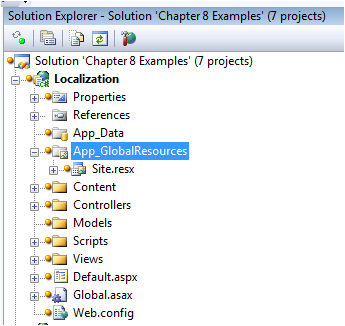 Solution Explorer - Solution 'Chapter 8 Examples' (7 projects)
Solution 'Chapter 8 Examples' (7 projects)
Localization
Properties
References
App_Data
App_GlobalResources
Site.resx
Content
Controllers
Models
Scripts
Views
Default.aspx
Global.asax
Web.config